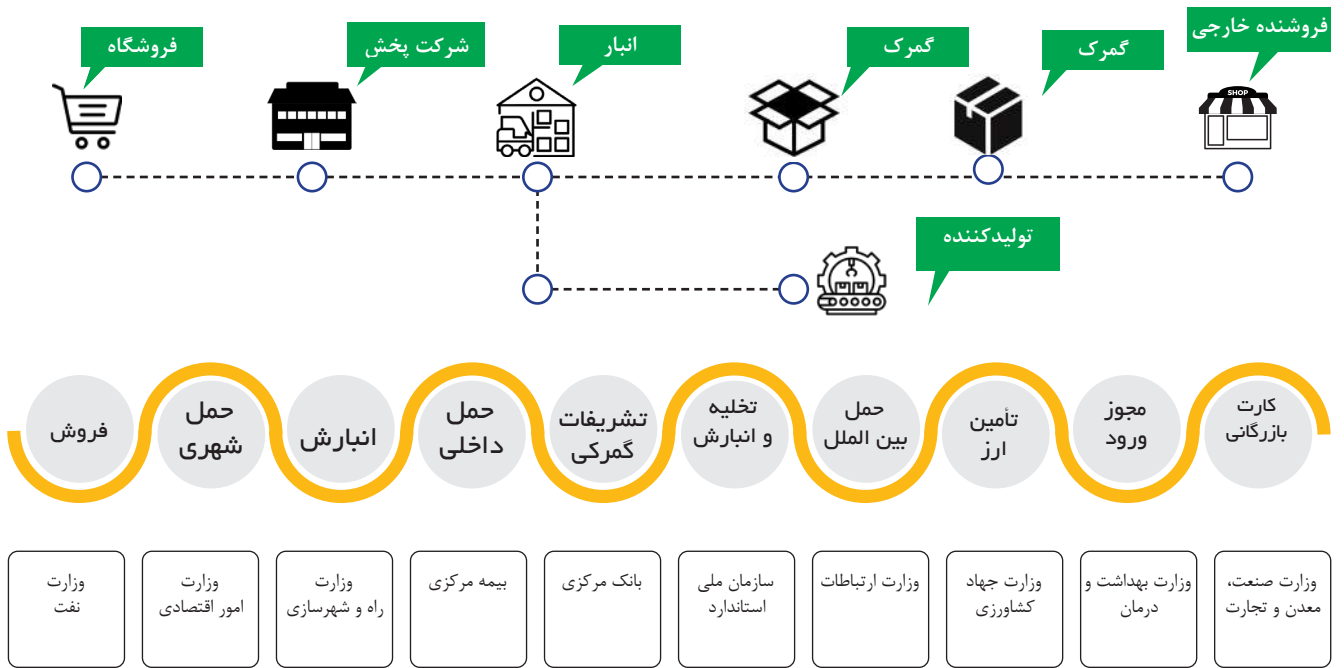 فروشنده خارجی
گمرک
گمرک
انبار
شرکت پخش
فروشگاه
SHOP
تولیدکننده
کارت
بازرگانی
مجوز
ورود
تأمین
ارز
حمل
بین الملل
تخلیه
و انبارش
تشریفات
گمرکی
حمل
داخلی
انبارش
حمل
شهری
فروش
وزارت صنعت،
معدن و تجارت
وزارت بهداشت و
درمان
وزارت جهاد
کشاورزی
وزارت ارتباطات
سازمان ملی
استاندارد
بانک مرکزی
بیمه مرکزی
وزارت
راه و شهرسازی
وزارت
امور اقتصادی
وزارت
نفت